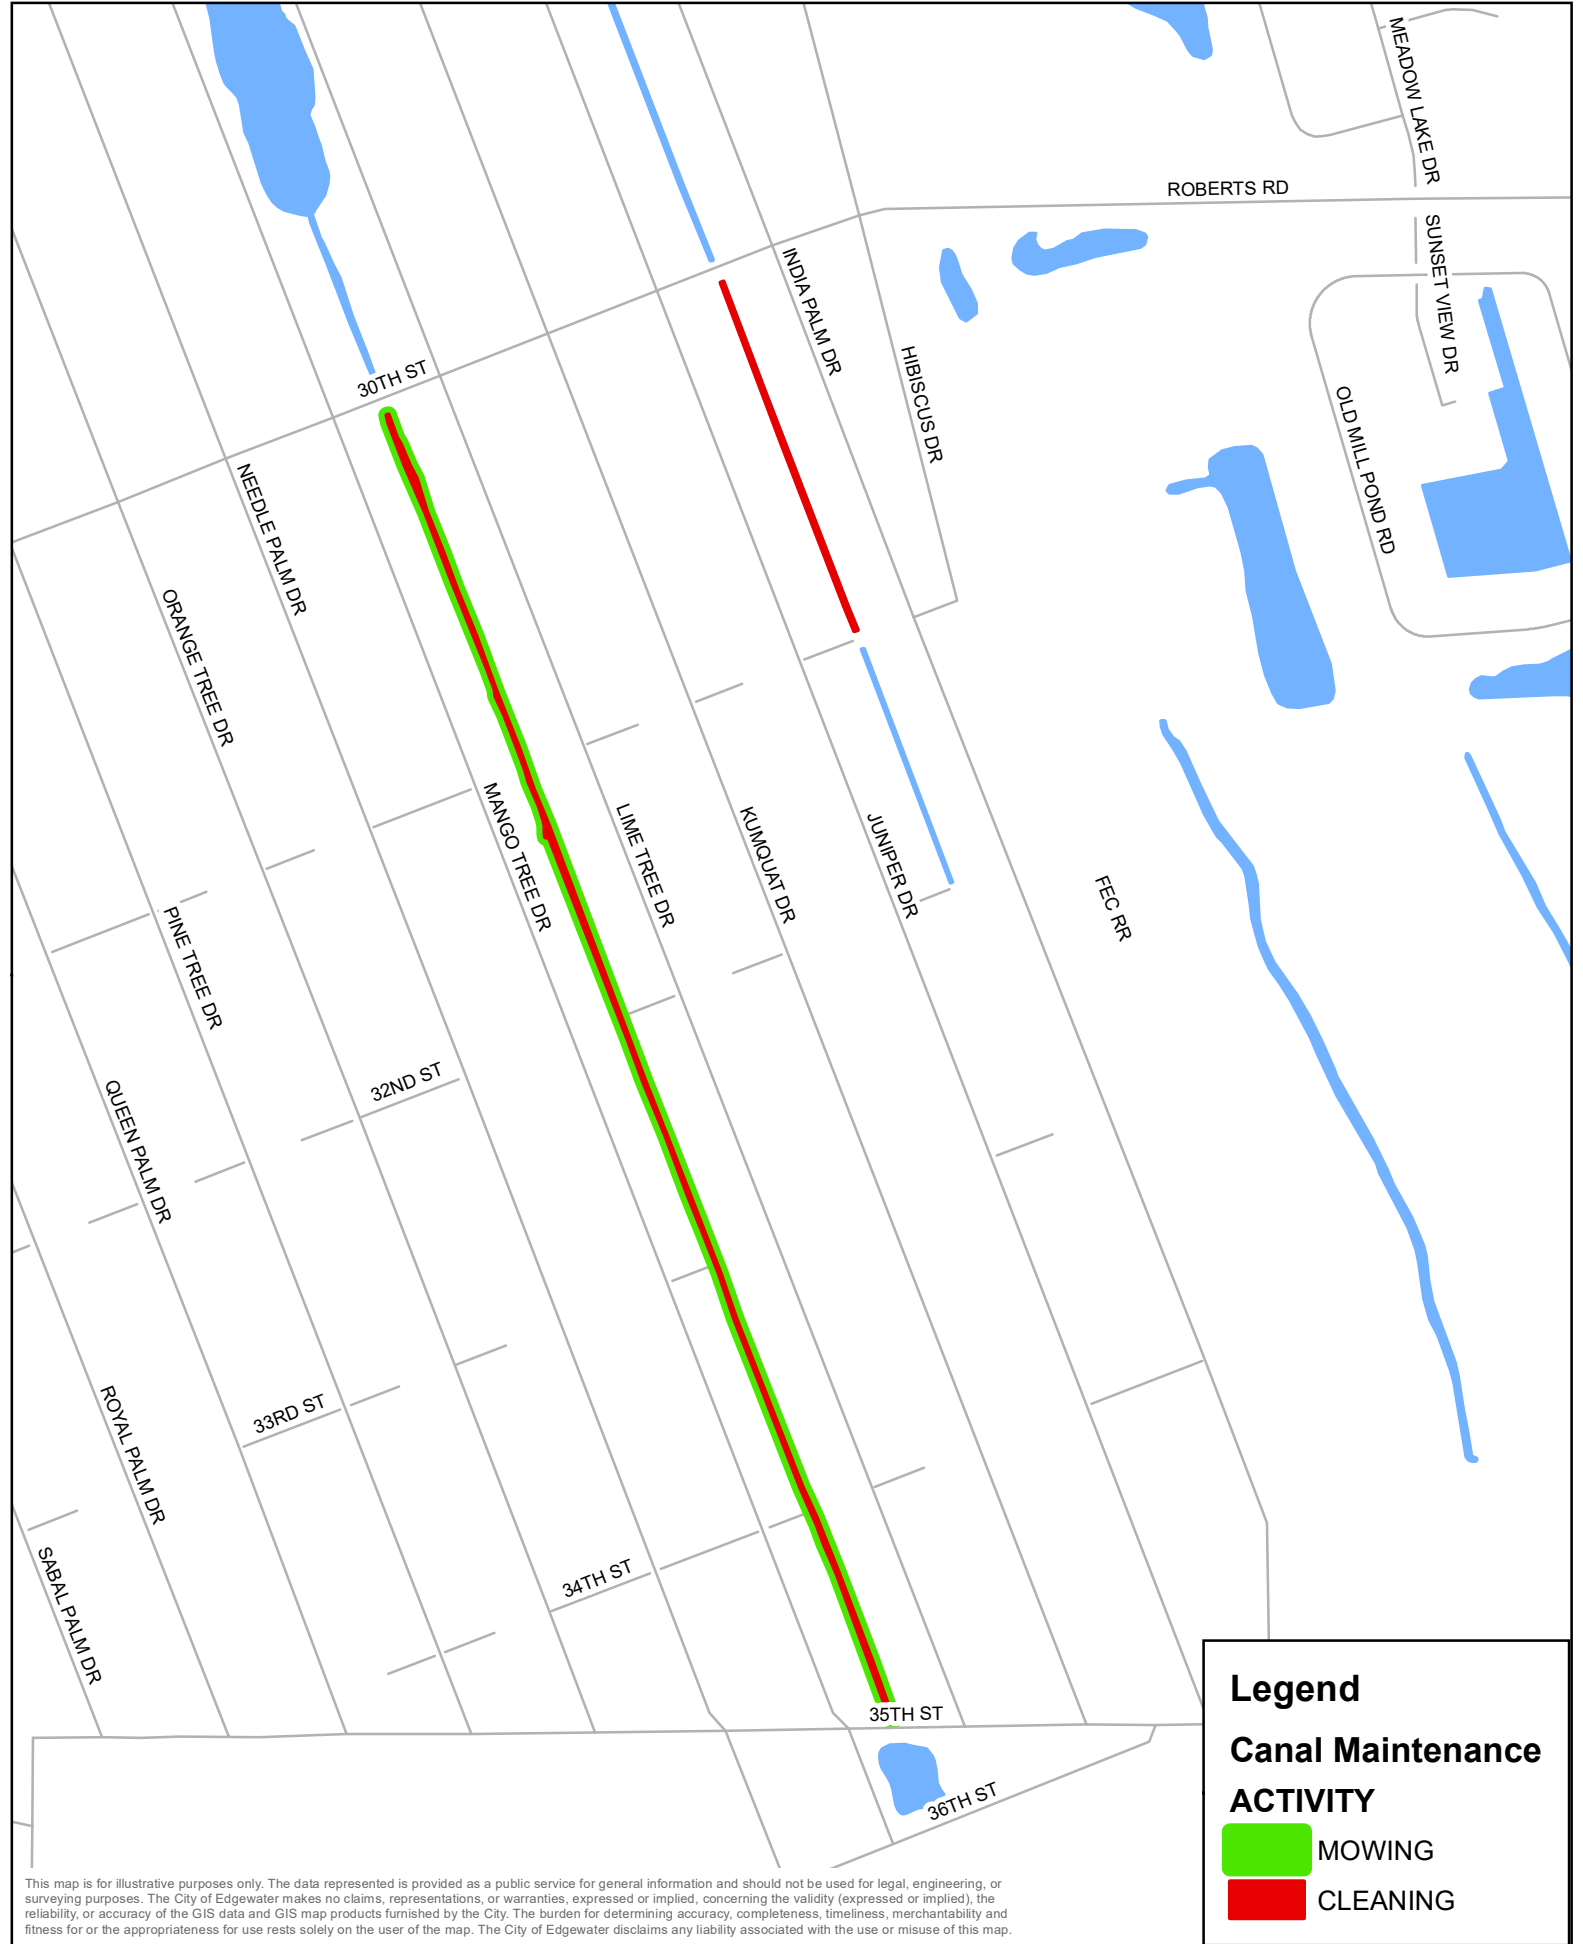 MEADOW LAKE DR
ROBERTS RD
SUNSET VIEW DR
INDIA PALM DR
HIBISCUS DR
30TH ST
OLD MILL POND RD
NEEDLE PALM DR
ORANGE TREE DR
MANGO TREE DR
LIME TREE DR
KUMQUAT DR
JUNIPER DR
FEC RR
PINE TREE DR
32ND ST
QUEEN PALM DR
33RD ST
ROYAL PALM DR
34TH ST
SABAL PALM DR
35TH ST
36TH ST
Legend
Canal Maintenance
ACTIVITY
MOWING
CLEANING
This map is for illustrative purposes only. The data represented is provided as a public service for general information and should not be used for legal, engineering, or
surveying purposes. The City of Edgewater makes no claims, representations, or warranties, expressed or implied, concerning the validity (expressed or implied), the
reliability, or accuracy of the GIS data and GIS map products furnished by the City. The burden for determining accuracy, completeness, timeliness, merchantability and
fitness for or the appropriateness for use rests solely on the user of the map. The City of Edgewater disclaims any liability associated with the use or misuse of this map.